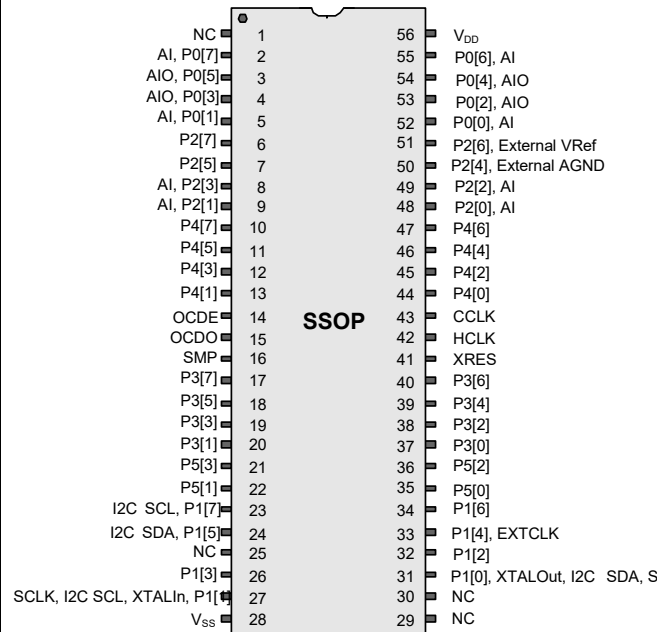 NC 1 56 VDD
AI, P0[7] 2 55 P0[6], AI
AIO, P0[5] 3 54 P0[4], AIO
AIO, P0[3] 4 53 P0[2], AIO
AI, P0[1] 5 52 P0[0], AI
P2[7] 6 51 P2[6], External VRef
P2[5] 7 50 P2[4], External AGND
AI, P2[3] 8 49 P2[2], AI
AI, P2[1] 9 48 P2[0], AI
P4[7] 10 47 P4[6]
P4[5] 11 46 P4[4]
P4[3] 12 45 P4[2]
P4[1] 13 44 P4[0]
OCDE 14 SSOP 43 CCLK
OCDO 15 42 HCLK
SMP 16 41 XRES
P3[7] 17 40 P3[6]
P3[5] 18 39 P3[4]
P3[3] 19 38 P3[2]
P3[1] 20 37 P3[0]
P5[3] 21 36 P5[2]
P5[1] 22 35 P5[0]
I2C SCL, P1[7] 23 34 P1[6]
I2C SDA, P1[5] 24 33 P1[4], EXTCLK
NC 25 32 P1[2]
P1[3] 26 31 P1[0], XTALOut, I2C SDA, S
SCLK, I2C SCL, XTALIn, P1[1] 27 30 NC
VSS 28 29 NC